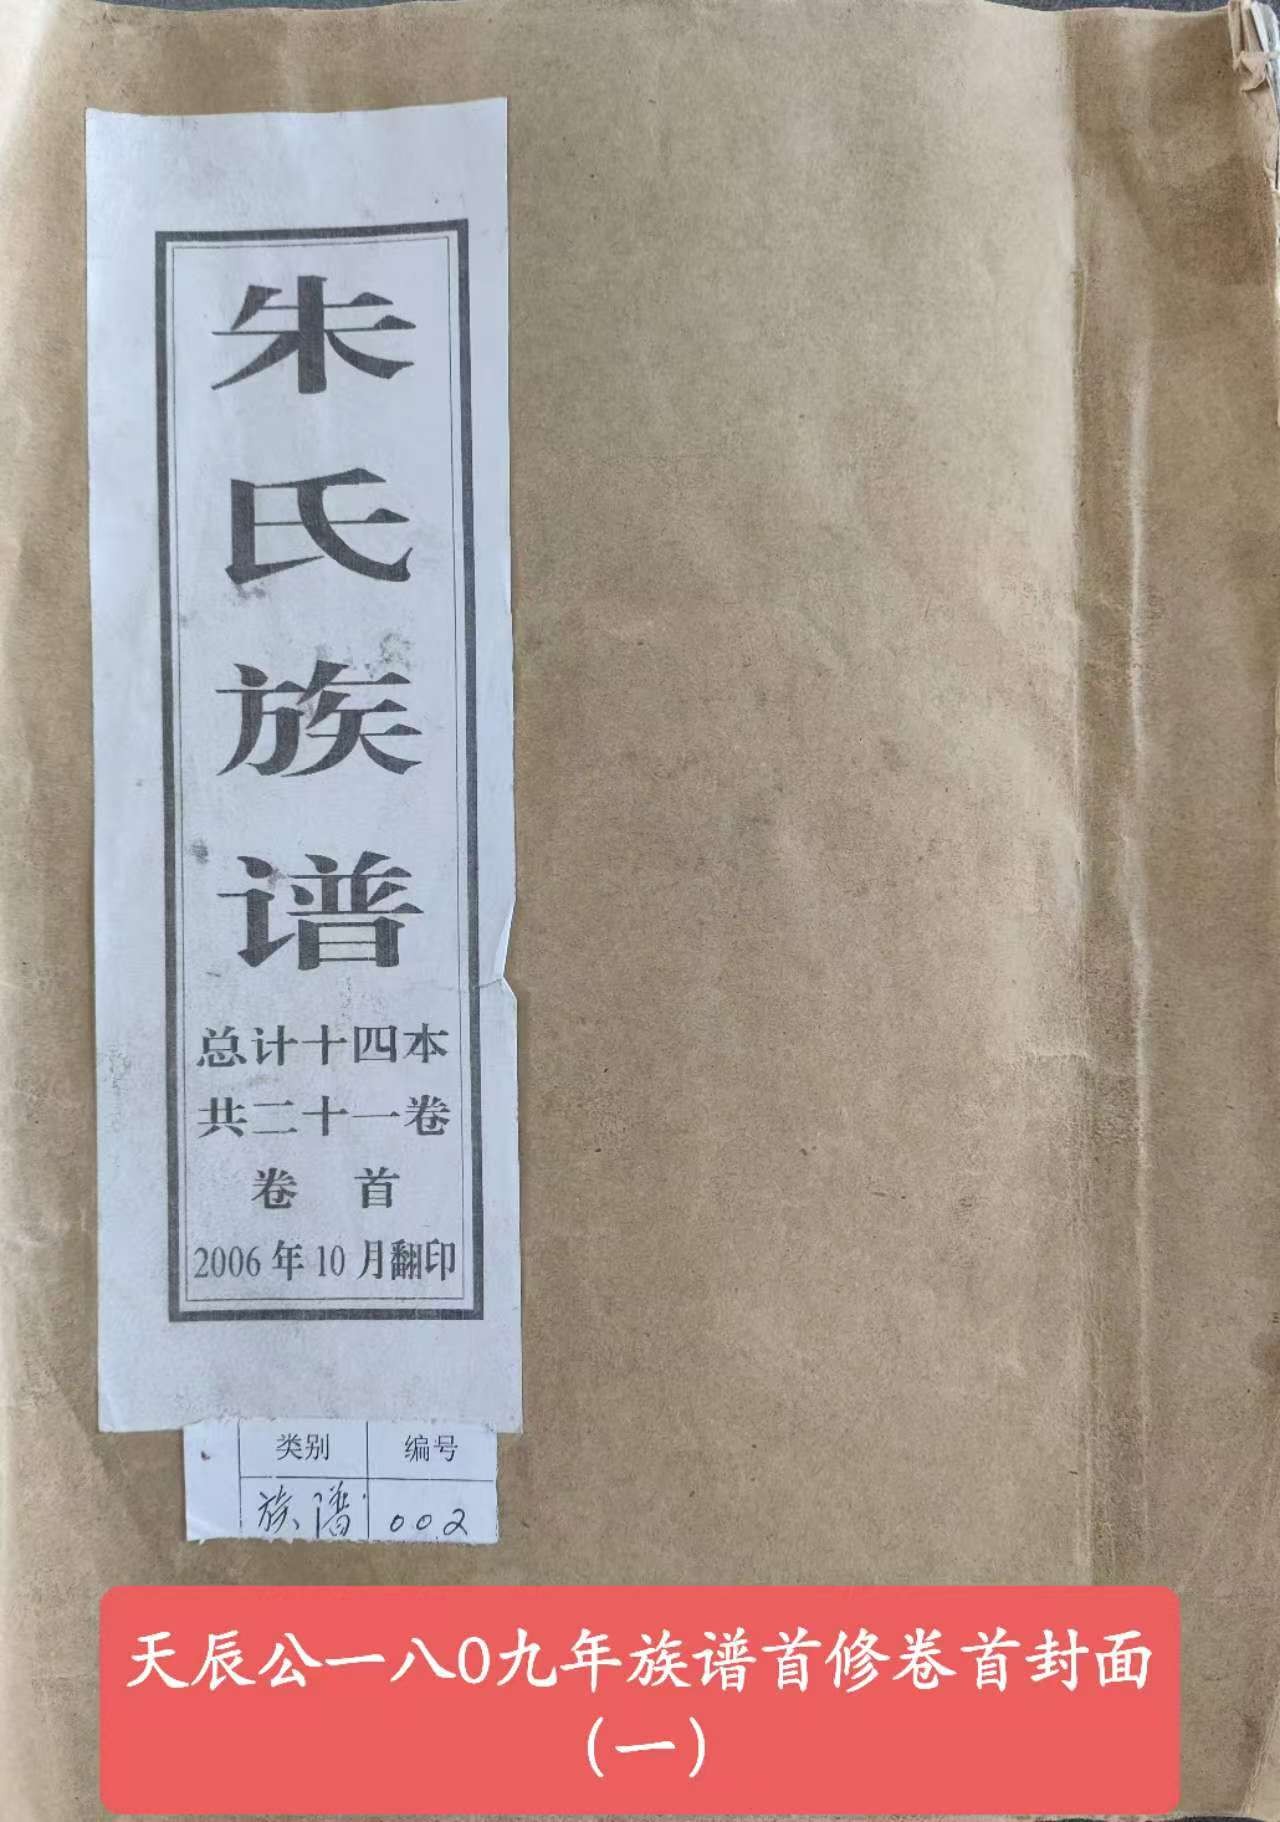 朱氏族谱
总计十四本
共二十一卷
卷首
2006年10月翻印
类别 编号
族谱 002
天辰公一八0九年族谱首修卷首封面
（一）